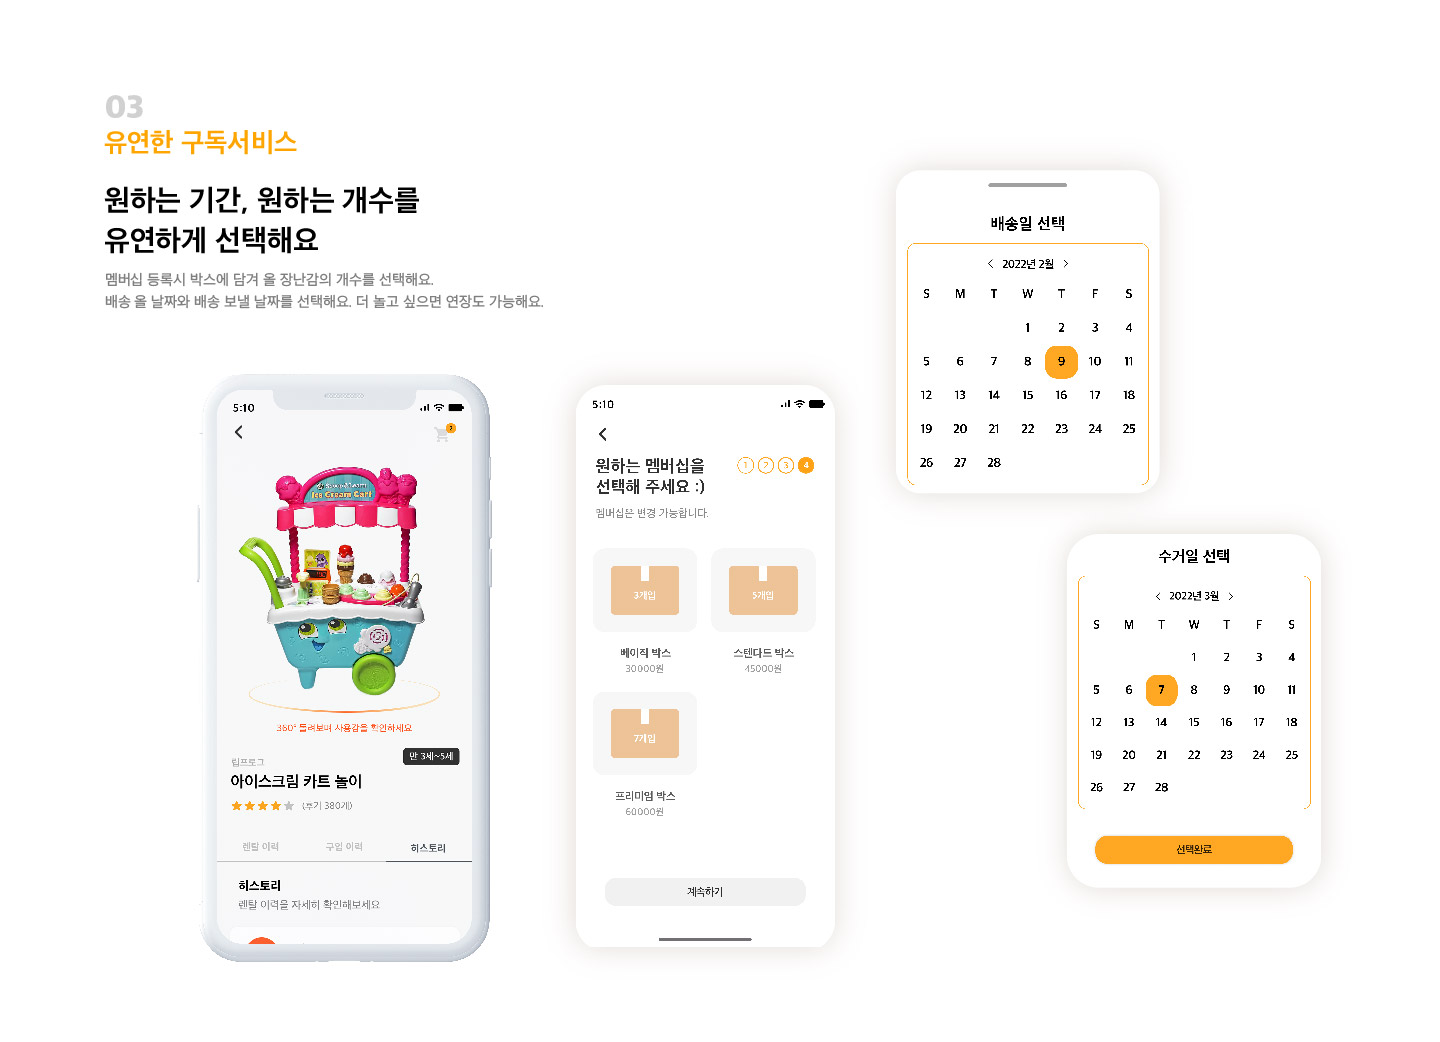 03
유연한 구독서비스
원하는 기간, 원하는 개수를
유연하게 선택해요
멤버십 등록시 박스에 담겨 올 장난감의 개수를 선택해요.
배송 올 날짜와 배송 보낼 날짜를 선택해요. 더 놀고 싶으면 연장도 가능해요.
5:10
2
Ice Cream Cart
360° 돌려보며 사용감을 확인하세요
만 3세~5세
립프로그
아이스크림 카트 놀이
(후기 380개)
렌탈 이력 구입 이력 히스토리
히스토리
렌탈 이력을 자세히 확인해보세요
5:10
원하는 멤버십을
선택해 주세요 :)
1 2 3 4
멤버십은 변경 가능합니다.
3개입 5개입
베이직 박스 스텐다드 박스
30000원 45000원
7개입
프리미엄 박스
60000원
계속하기
배송일 선택
2022년 2월
S M T W T F S
1 2 3 4
5 6 7 8 9 10 11
12 13 14 15 16 17 18
19 20 21 22 23 24 25
26 27 28
수거일 선택
2022년 3월
S M T W T F S
1 2 3 4
5 6 7 8 9 10 11
12 13 14 15 16 17 18
19 20 21 22 23 24 25
26 27 28
선택완료